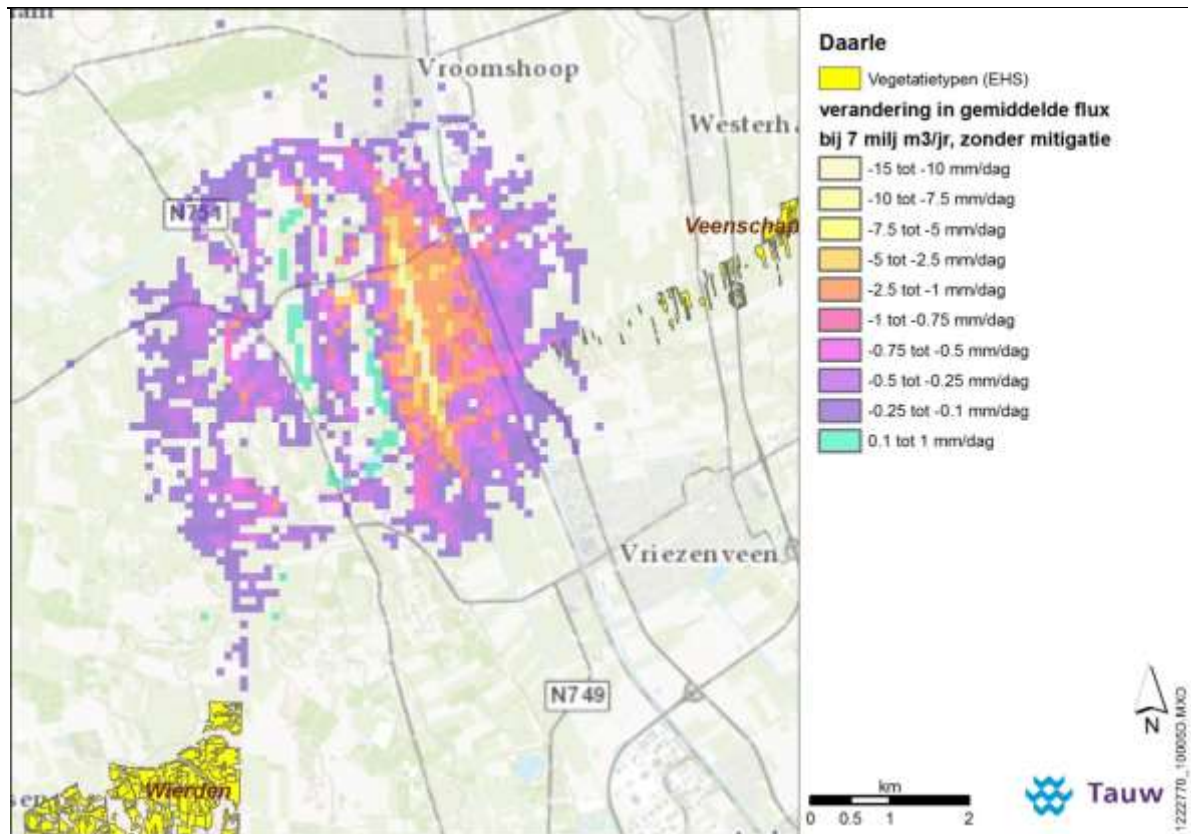 Vroomshoop
Westerha
N751
Veenschap
Vriezenveen
N749
Wierden
Daarle
Vegetatietypen (EHS)
verandering in gemiddelde flux
bij 7 milj m3/jr, zonder mitigatie
-15 tot -10 mm/dag
-10 tot -7.5 mm/dag
-7.5 tot -5 mm/dag
-5 tot -2.5 mm/dag
-2.5 tot -1 mm/dag
-1 tot -0.75 mm/dag
-0.75 tot -0.5 mm/dag
-0.5 tot -0.25 mm/dag
-0.25 tot -0.1 mm/dag
0.1 tot 1 mm/dag
N
km
0 0.5 1 2
Tauw